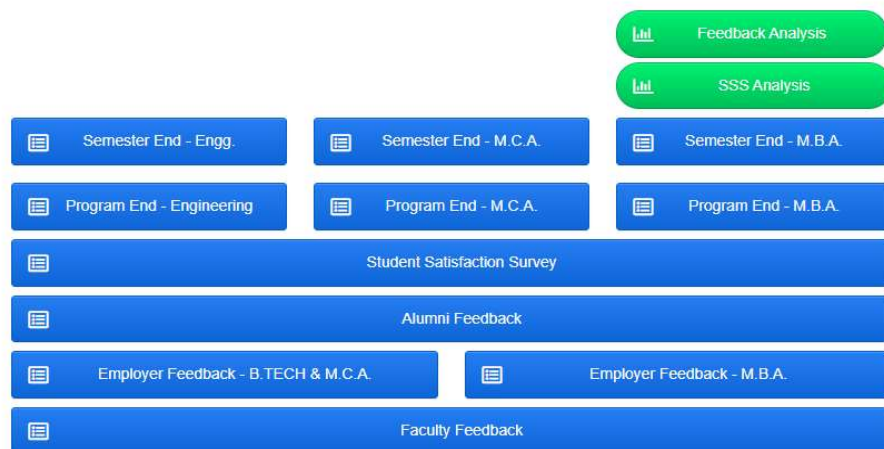 Feedback Analysis
SSS Analysis
Semester End - Engg.
Semester End - M.C.A.
Semester End - M.B.A.
Program End - Engineering
Program End - M.C.A.
Program End - M.B.A.
Student Satisfaction Survey
Alumni Feedback
Employer Feedback - B.TECH & M.C.A.
Employer Feedback - M.B.A.
Faculty Feedback